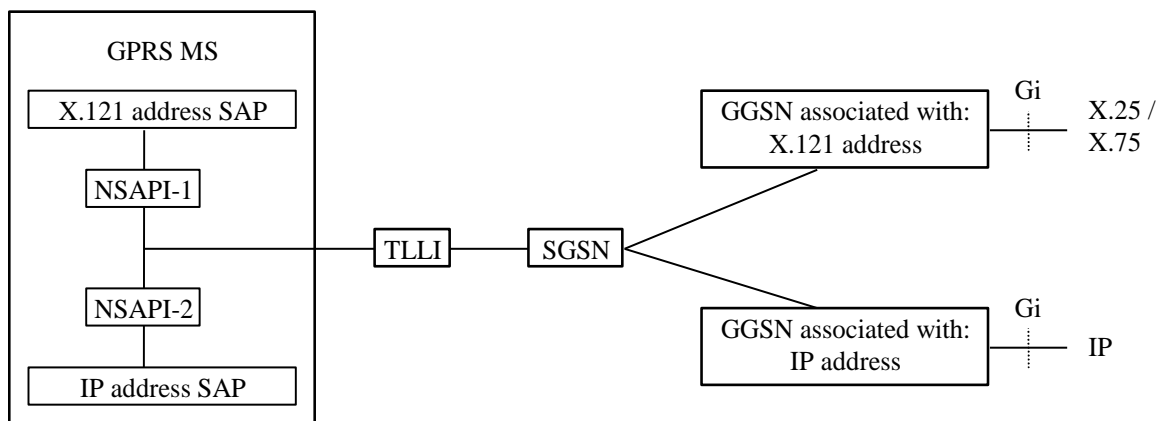 GPRS MS
X.121 address SAP
NSAPI-1
NSAPI-2
IP address SAP
TLLI
SGSN
GGSN associated with:
X.121 address
Gi
X.25 /
X.75
GGSN associated with:
IP address
Gi
IP